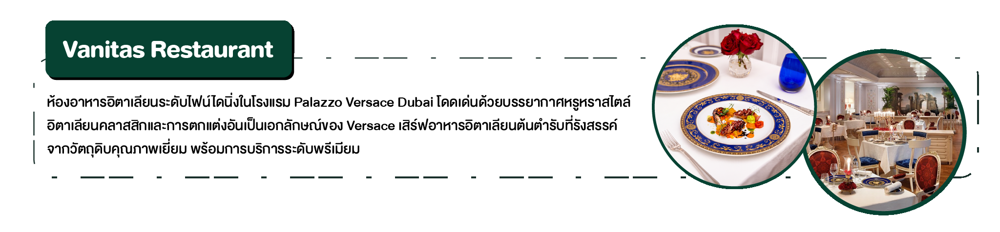 Vanitas Restaurant
ห้องอาหารอิตาเลียนระดับไฟน์ไดนิ่งในโรงแรม Palazzo Versace Dubai โดดเด่นด้วยบรรยากาศหรูหราสไตล์
อิตาเลียนคลาสสิกและการตกแต่งอันเป็นเอกลักษณ์ของ Versace เสิร์ฟอาหารอิตาเลียนต้นตำรับที่รังสรรค์
จากวัตถุดิบคุณภาพเยี่ยม พร้อมการบริการระดับพรีเมียม